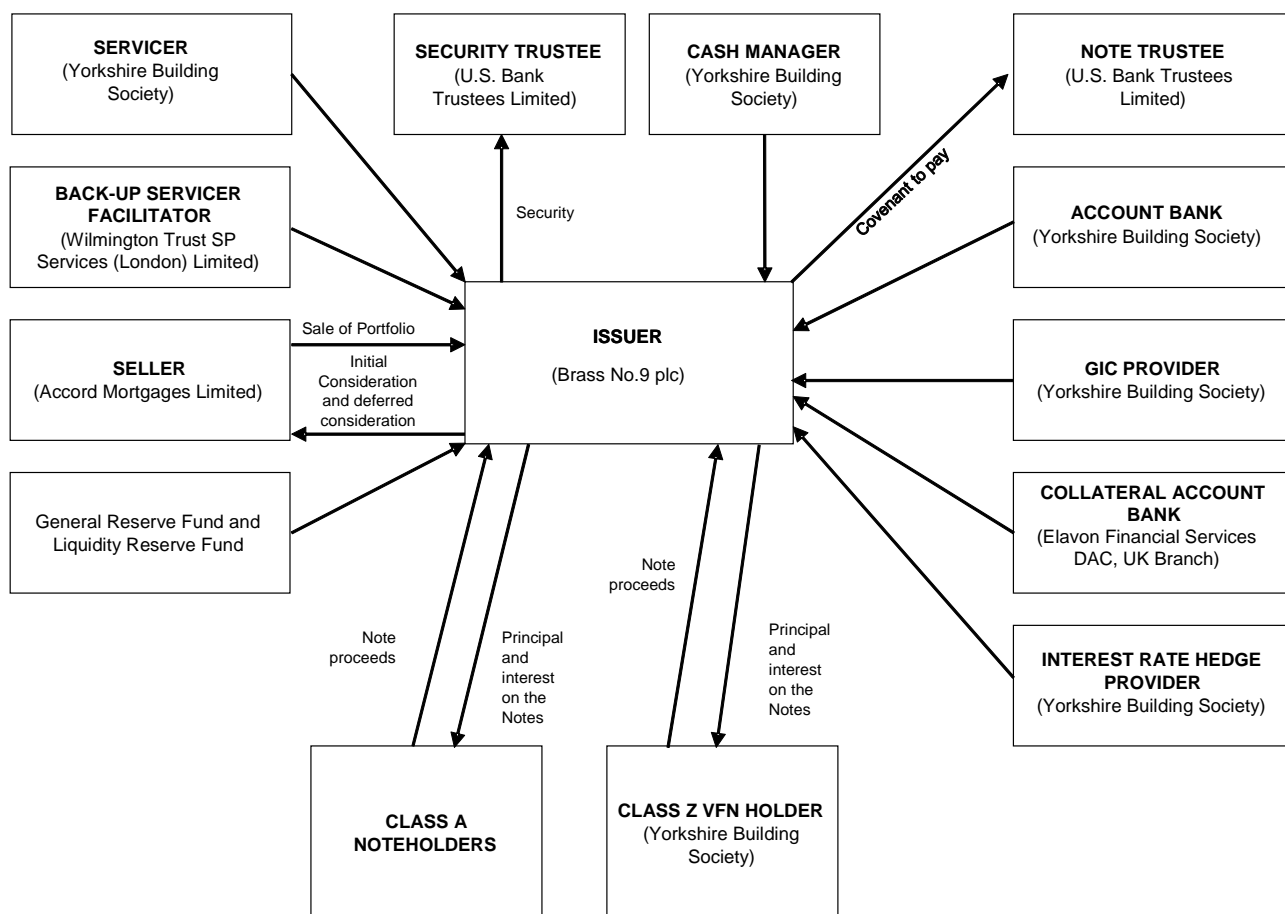 SERVICER
(Yorkshire Building
Society)
SECURITY TRUSTEE
(U.S. Bank
Trustees Limited)
CASH MANAGER
(Yorkshire Building
Society)
NOTE TRUSTEE
(U.S. Bank Trustees
Limited)
BACK-UP SERVICER
FACILITATOR
(Wilmington Trust SP
Services (London) Limited)
Security
Covenant to pay
ACCOUNT BANK
(Yorkshire Building Society)
SELLER
(Accord Mortgages Limited)
Sale of Portfolio
Initial
Consideration
and deferred
consideration
ISSUER
(Brass No.9 plc)
GIC PROVIDER
(Yorkshire Building Society)
General Reserve Fund and
Liquidity Reserve Fund
COLLATERAL ACCOUNT
BANK
(Elavon Financial Services
DAC, UK Branch)
Note
proceeds
Principal
and
interest
on the
Notes
Note
proceeds
Principal
and
interest
on the
Notes
INTEREST RATE HEDGE
PROVIDER
(Yorkshire Building Society)
CLASS A
NOTEHOLDERS
CLASS Z VFN HOLDER
(Yorkshire Building
Society)